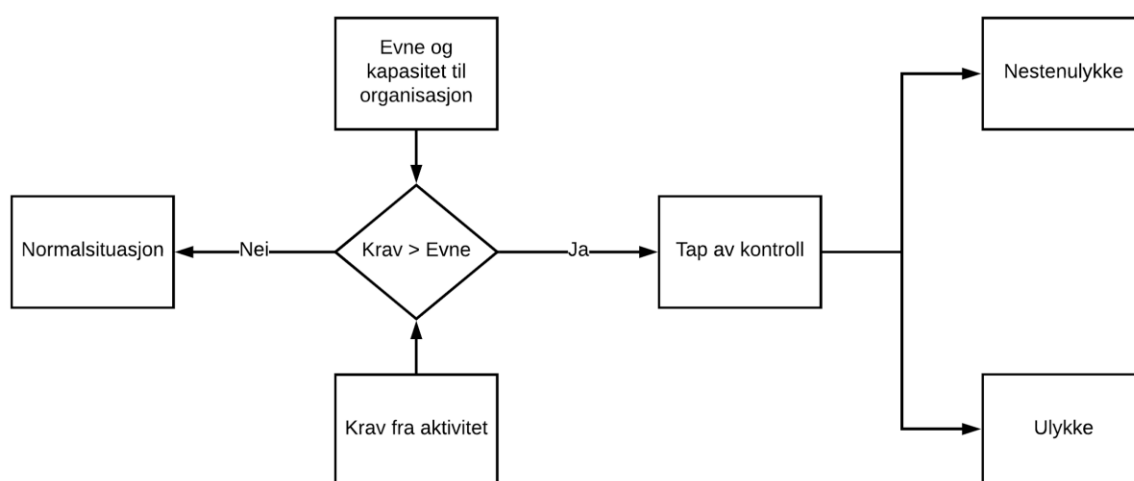 Evne og
kapasitet til
organisasjon
Nestenulykke
Normalsituasjon
Nei
Krav > Evne
Ja
Tap av kontroll
Krav fra aktivitet
Ulykke